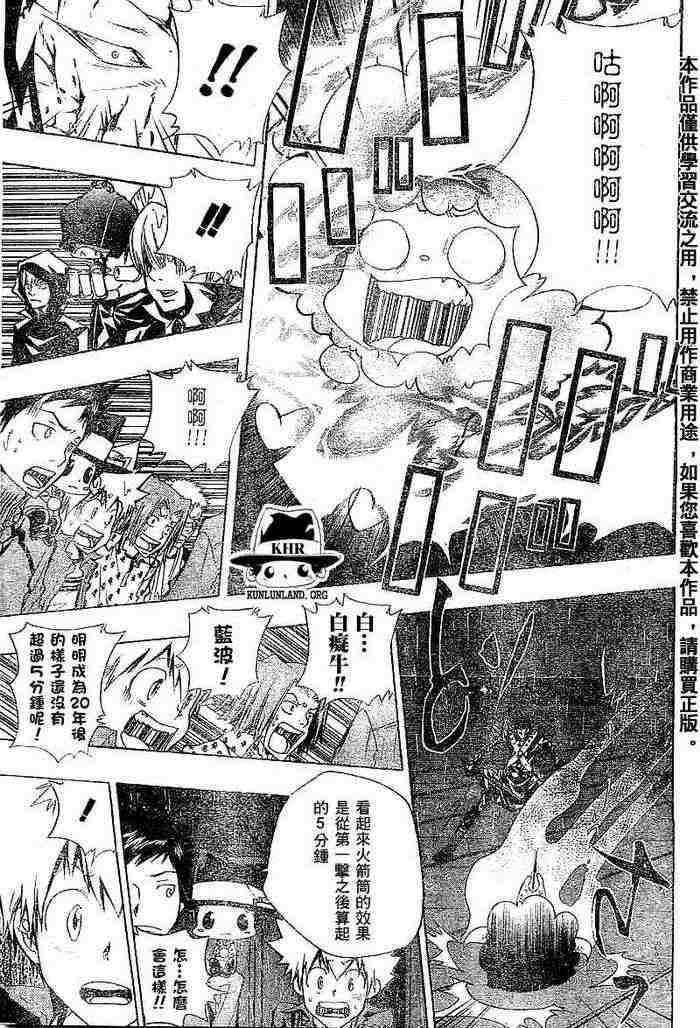 咕啊啊啊啊啊!!!
!!
!!
啊啊!!!
KHR
KUNLUNLAND.ORG
白…
白癡牛!!
藍波!
明明成為20年後
的樣子還沒有
超過5分鐘呢!
看起來火箭筒的效果
是從第一擊之後算起
的5分鐘
怎…怎麼
會這樣!!
本作品僅供學習交流之用，禁止用作商業用途，如果您喜歡本作品，請購買正版。